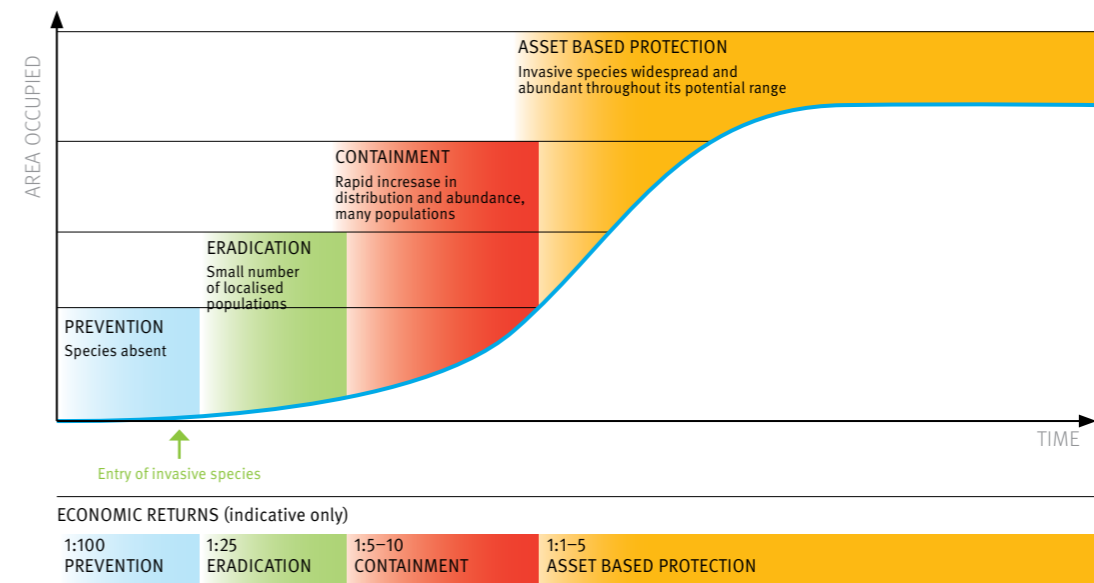 AREA OCCUPIED
ASSET BASED PROTECTION
Invasive species widespread and
abundant throughout its potential range
CONTAINMENT
Rapid incresase in
distribution and abundance,
many populations
ERADICATION
Small number
of localised
populations
PREVENTION
Species absent
TIME
Entry of invasive species
ECONOMIC RETURNS (indicative only)
1:100
PREVENTION
1:25
ERADICATION
1:5–10
CONTAINMENT
1:1–5
ASSET BASED PROTECTION